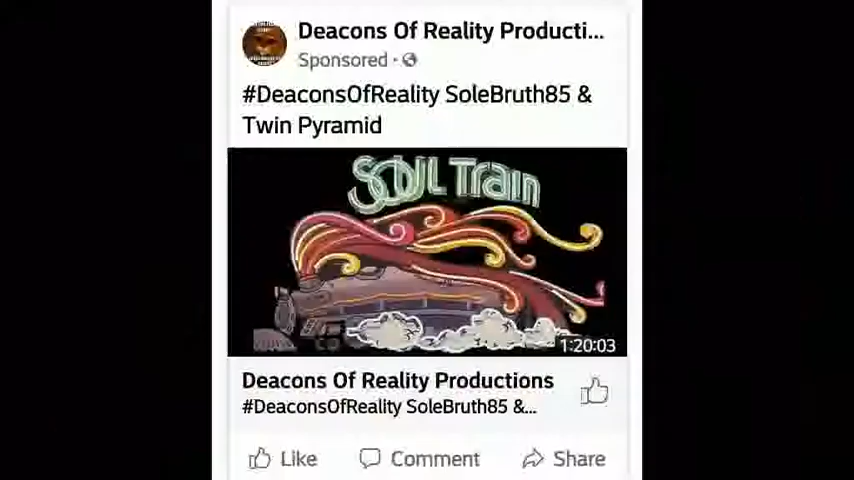 Deacons Of Reality Producti...
Sponsored ·
#DeaconsOfReality SoleBruth85 &
Twin Pyramid
SOUL Train
1:20:03
Deacons Of Reality Productions
#DeaconsOfReality SoleBruth85 &...
Like Comment Share